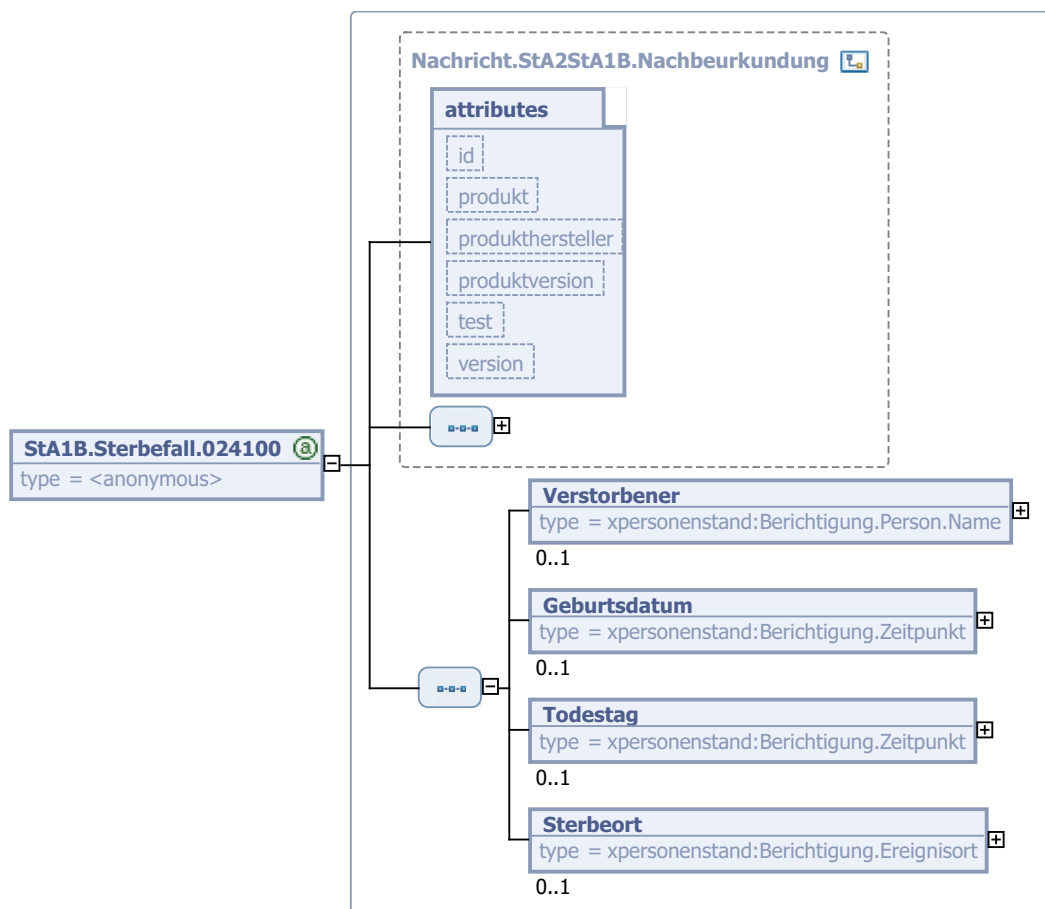 Nachricht.StA2StA1B.Nachbeurkundung
attributes
id
produkt
produkthersteller
produktversion
test
version
StA1B.Sterbefall.024100 @
type = <anonymous>
Verstorbener
type = xpersonenstand:Berichtigung.Person.Name
0..1
Geburtsdatum
type = xpersonenstand:Berichtigung.Zeitpunkt
0..1
Todestag
type = xpersonenstand:Berichtigung.Zeitpunkt
0..1
Sterbeort
type = xpersonenstand:Berichtigung.Ereignisort
0..1